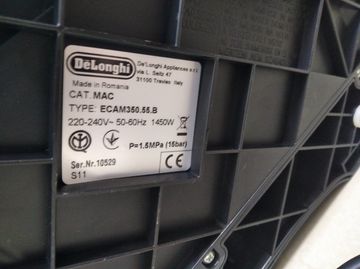 DeLonghi
De'Longhi Appliances s.r.l.
via L. Seitz 47
31100 Treviso Italy
Made in Romania
CAT. MAC
TYPE: ECAM350.55.B
220-240V~ 50-60Hz 1450W
P=1.5MPa (15bar)
Ser.Nr.10529
S11